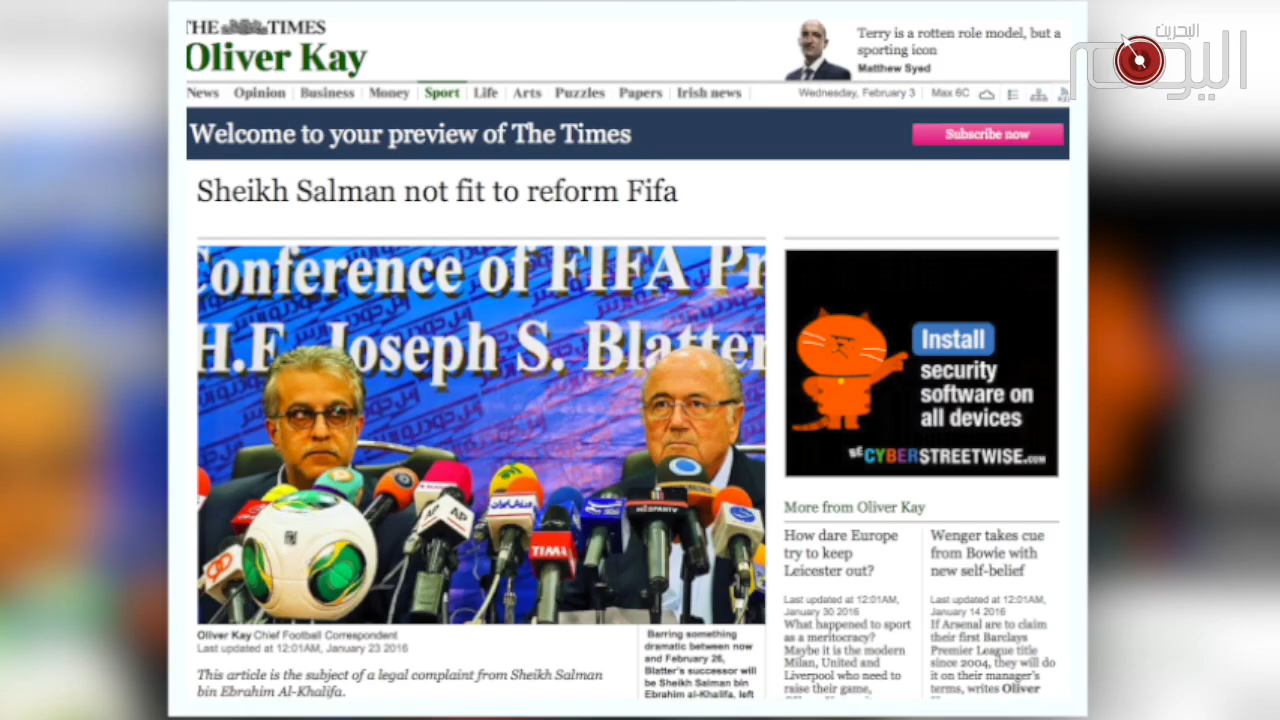 THE TIMES
Oliver Kay
Terry is a rotten role model, but a
sporting icon
Matthew Syed
البحرين
اليوم
News Opinion Business Money Sport Life Arts Puzzles Papers Irish news
Wednesday, February 3 Max 6C
Welcome to your preview of The Times
Subscribe now
Sheikh Salman not fit to reform Fifa
Conference of FIFA Pr
H.E. Joseph S. Blatter
AP
AP
TIMA
Install
security
software on
all devices
BECYBERSTREETWISE.COM
Oliver Kay Chief Football Correspondent
Last updated at 12:01AM, January 23 2016
This article is the subject of a legal complaint from Sheikh Salman
bin Ebrahim Al-Khalifa.
Barring something
dramatic between now
and February 26,
Blatter's successor will
be Sheikh Salman bin
Ebrahim al-Khalifa, left
More from Oliver Kay
How dare Europe
try to keep
Leicester out?
Last updated at 12:01AM,
January 30 2016
What happened to sport
as a meritocracy?
Maybe it is the modern
Milan, United and
Liverpool who need to
raise their game,
Wenger takes cue
from Bowie with
new self-belief
Last updated at 12:01AM,
January 14 2016
If Arsenal are to claim
their first Barclays
Premier League title
since 2004, they will do
it on their manager's
terms, writes Oliver